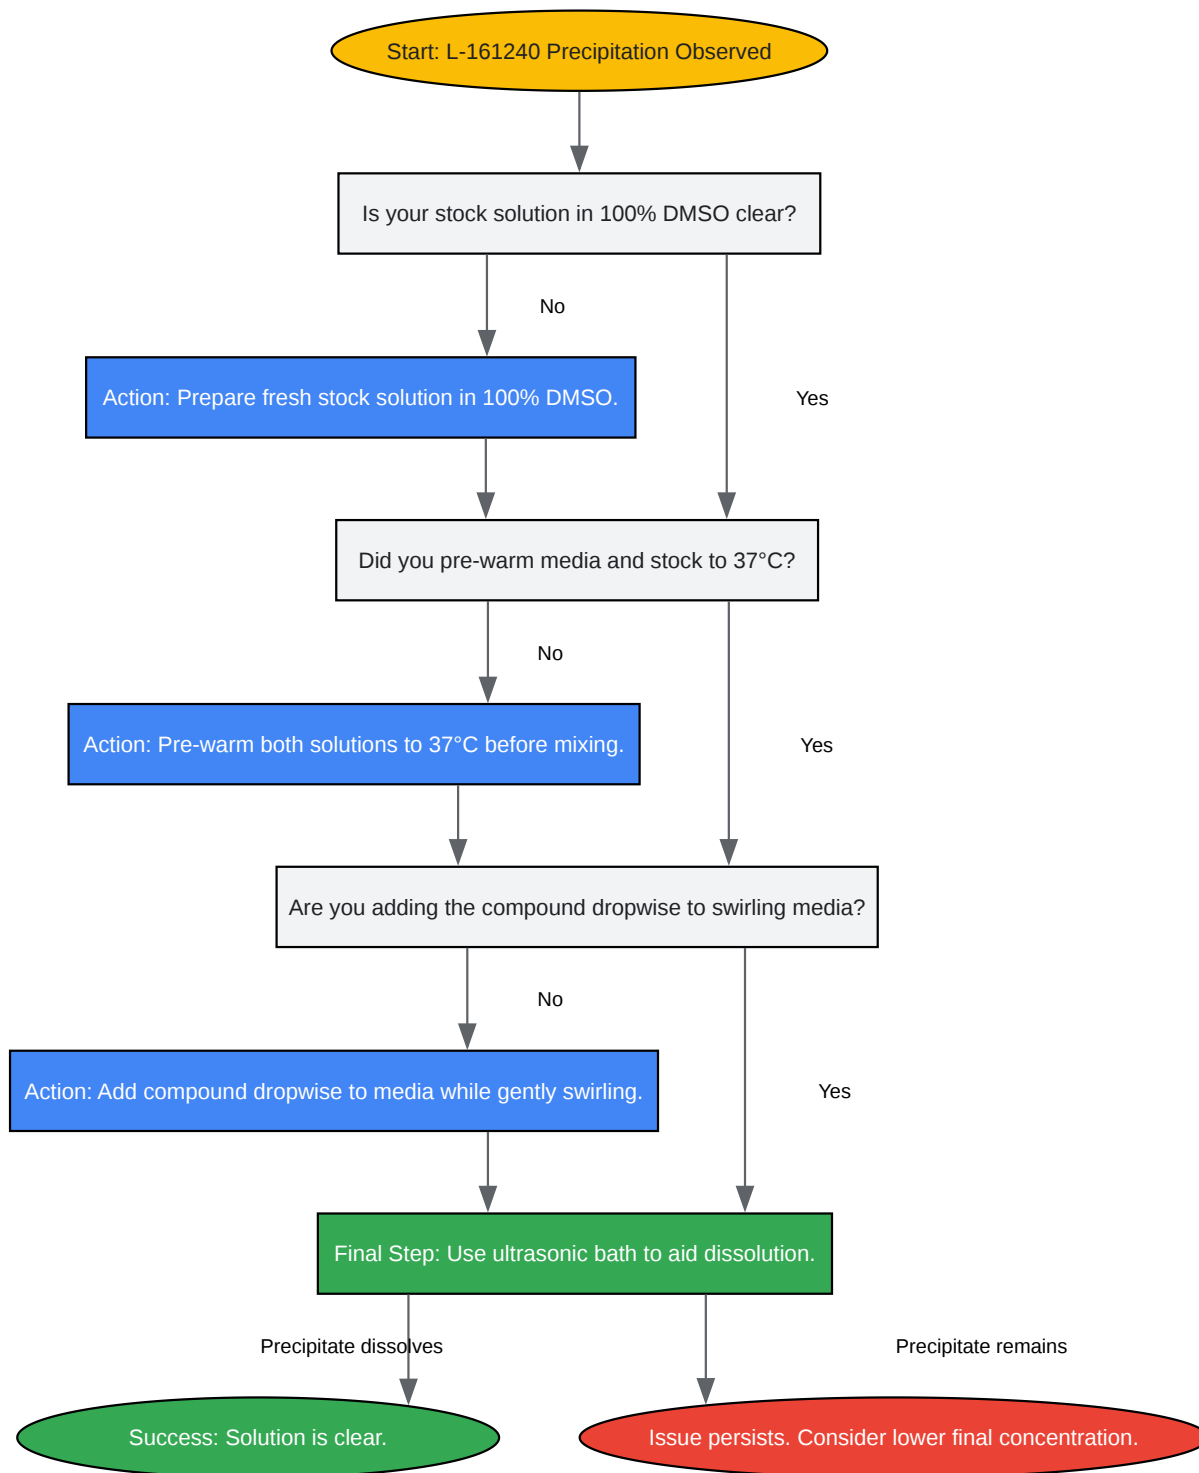 Start: L-161240 Precipitation Observed
Is your stock solution in 100% DMSO clear?
No
Action: Prepare fresh stock solution in 100% DMSO.
Yes
Did you pre-warm media and stock to 37°C?
No
Action: Pre-warm both solutions to 37°C before mixing.
Yes
Are you adding the compound dropwise to swirling media?
No
Action: Add compound dropwise to media while gently swirling.
Yes
Final Step: Use ultrasonic bath to aid dissolution.
Precipitate dissolves
Precipitate remains
Success: Solution is clear.
Issue persists. Consider lower final concentration.